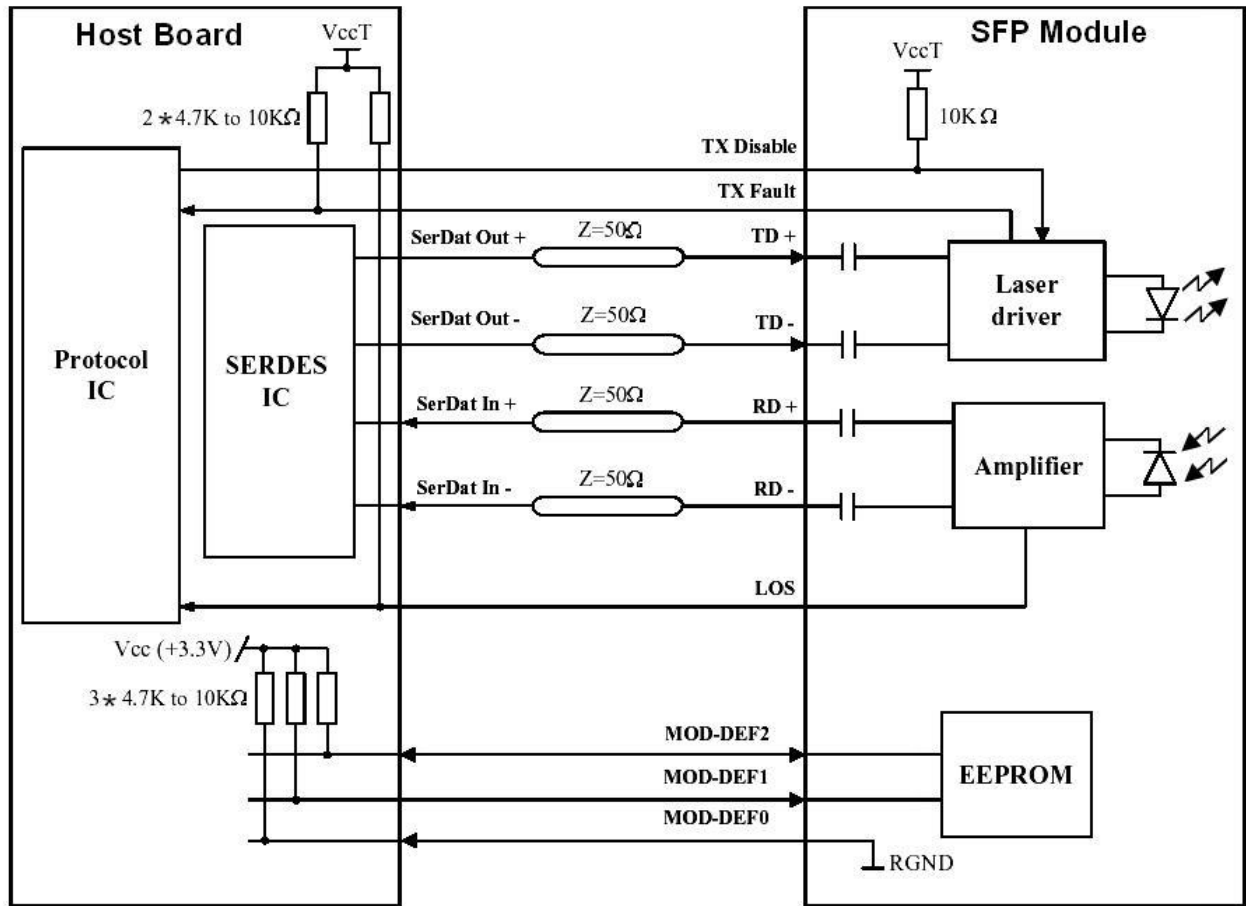 Host Board
SFP Module
VccT
VccT
2*4.7K to 10KΩ
10KΩ
TX Disable
TX Fault
SerDat Out +
Z=50Ω
TD +
Laser
driver
SerDat Out -
Z=50Ω
TD -
Protocol
IC
SERDES
IC
SerDat In +
Z=50Ω
RD +
Amplifier
SerDat In -
Z=50Ω
RD -
LOS
Vcc (+3.3V)
3*4.7K to 10KΩ
MOD-DEF2
MOD-DEF1
MOD-DEF0
EEPROM
RGND